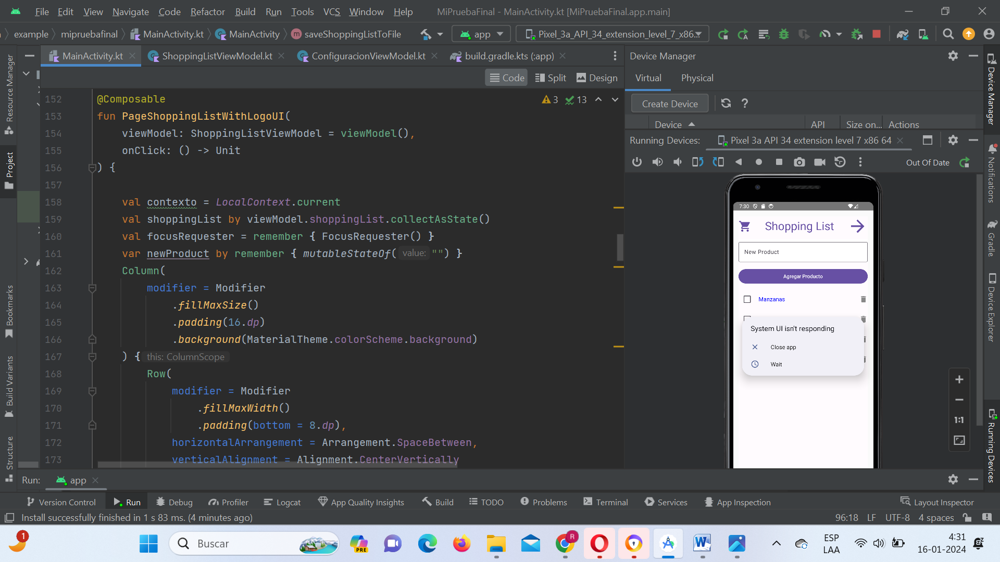 File Edit View Navigate Code Refactor Build Run Tools VCS Window Help MiPruebaFinal - MainActivity.kt [MiPruebaFinal.app.main]
example mipruebafinal MainActivity.kt MainActivity saveShoppingListToFile app Pixel_3a_API_34_extension_level_7_x86...
MainActivity.kt ShoppingListViewModel.kt ConfiguracionViewModel.kt build.gradle.kts (:app) Device Manager
Code Split Design Virtual Physical
3 13
Create Device ?
Device API Size on... Actions
Running Devices: Pixel 3a API 34 extension level 7 x86 64
Out Of Date
152 @Composable
153 fun PageShoppingListWithLogoUI(
154 viewModel: ShoppingListViewModel = viewModel(),
155 onClick: () -> Unit
156 ) {
157
158 val contexto = LocalContext.current
159 val shoppingList by viewModel.shoppingList.collectAsState()
160 val focusRequester = remember { FocusRequester() }
161 var newProduct by remember { mutableStateOf( value: "") }
162 Column(
163 modifier = Modifier
164 .fillMaxSize()
165 .padding(16.dp)
166 .background(MaterialTheme.colorScheme.background)
167 ) { this: ColumnScope
168 Row(
169 modifier = Modifier
170 .fillMaxWidth()
171 .padding(bottom = 8.dp),
172 horizontalArrangement = Arrangement.SpaceBetween,
173 verticalAlignment = Alignment.CenterVertically
7:30
Shopping List
New Product
Agregar Producto
Manzanas
System UI isn't responding
Close app
Wait
1:1
Resource Manager
Project
Bookmarks
Build Variants
Structure
Device Manager
Notifications
Gradle
Device Explorer
Running Devices
Run: app
Version Control Run Debug Profiler Logcat App Quality Insights Build TODO Problems Terminal Services App Inspection Layout Inspector
Install successfully finished in 1 s 83 ms. (4 minutes ago) 96:18 LF UTF-8 4 spaces
1
Buscar
PRE
R
ESP
LAA
4:31
16-01-2024